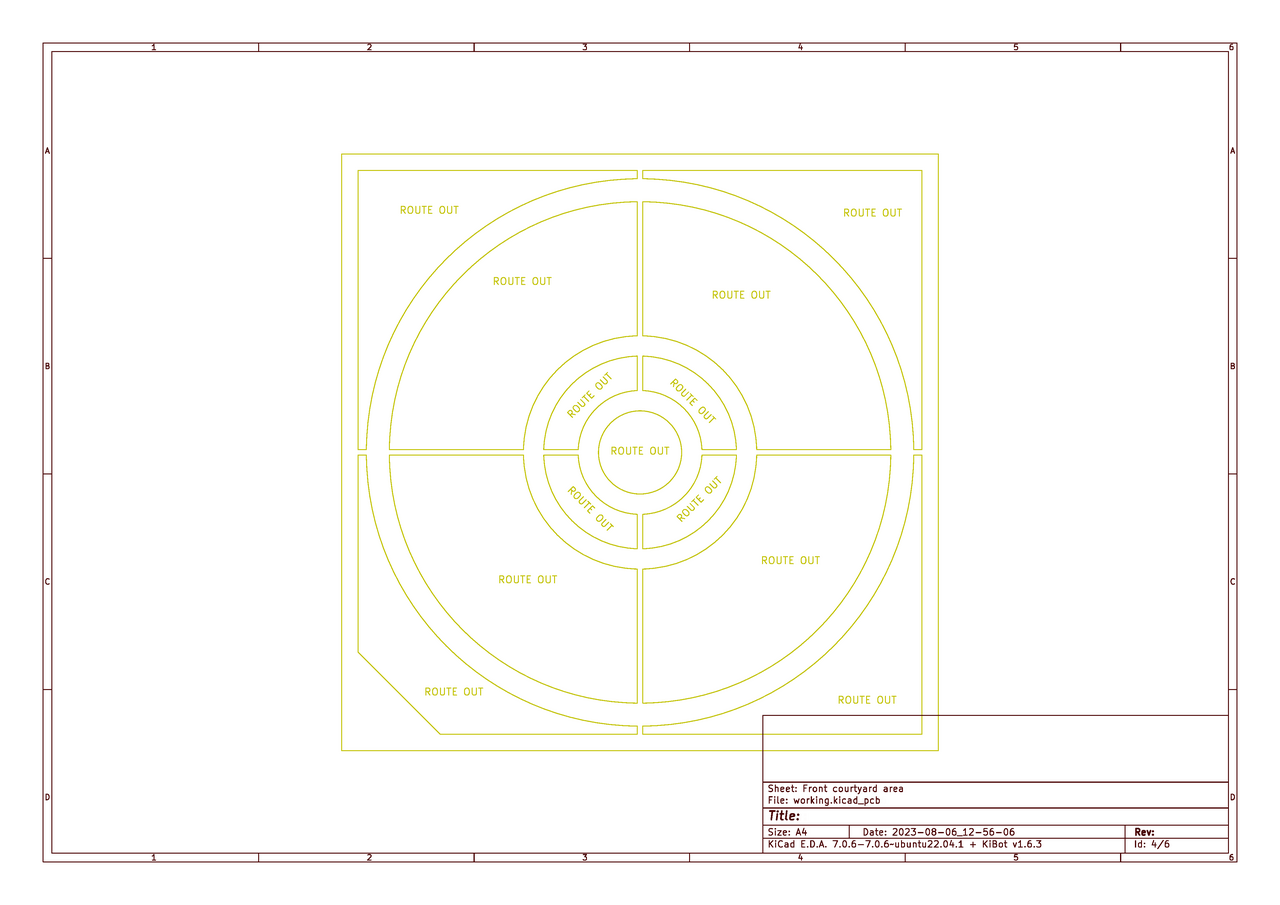 1 2 3 4 5 6
A A
ROUTE OUT ROUTE OUT
ROUTE OUT ROUTE OUT
B B
ROUTE OUT ROUTE OUT
ROUTE OUT
ROUTE OUT ROUTE OUT
ROUTE OUT ROUTE OUT
C C
ROUTE OUT ROUTE OUT
Sheet: Front courtyard area
File: working.kicad_pcb
D D
Title:
Size: A4 Date: 2023-08-06_12-56-06 Rev:
KiCad E.D.A. 7.0.6-7.0.6~ubuntu22.04.1 + KiBot v1.6.3 Id: 4/6
1 2 3 4 5 6